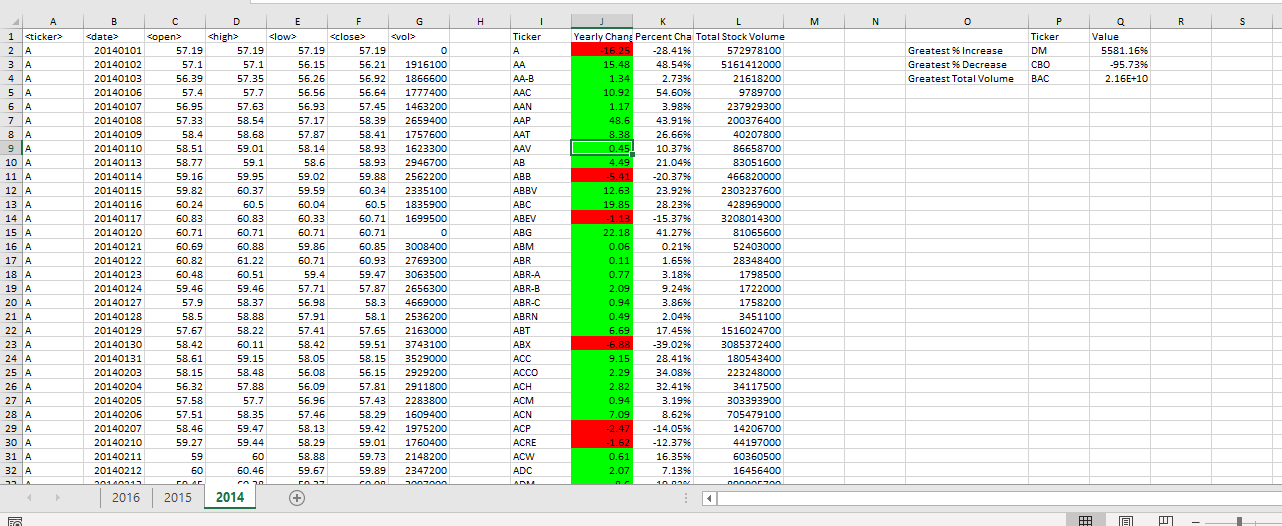 A B C D E F G H I J K L M N O P Q R S
1 <ticker> <date> <open> <high> <low> <close> <vol> Ticker Yearly Chang Percent Cha Total Stock Volume Ticker Value
2 A 20140101 57.19 57.19 57.19 57.19 0 A -16.25 -28.41% 572978100 Greatest % Increase DM 5581.16%
3 A 20140102 57.1 57.1 56.15 56.21 1916100 AA 15.48 48.54% 5161412000 Greatest % Decrease CBO -95.73%
4 A 20140103 56.39 57.35 56.26 56.92 1866600 AA-B 1.34 2.73% 21618200 Greatest Total Volume BAC 2.16E+10
5 A 20140106 57.4 57.7 56.56 56.64 1777400 AAC 10.92 54.60% 9789700
6 A 20140107 56.95 57.63 56.93 57.45 1463200 AAN 1.17 3.98% 237929300
7 A 20140108 57.33 58.54 57.17 58.39 2659400 AAP 48.6 43.91% 200376400
8 A 20140109 58.4 58.68 57.87 58.41 1757600 AAT 8.38 26.66% 40207800
9 A 20140110 58.51 59.01 58.14 58.93 1623300 AAV 0.45 10.37% 86658700
10 A 20140113 58.77 59.1 58.6 58.93 2946700 AB 4.49 21.04% 83051600
11 A 20140114 59.16 59.95 59.02 59.88 2562200 ABB -5.41 -20.37% 466820000
12 A 20140115 59.82 60.37 59.59 60.34 2335100 ABBV 12.63 23.92% 2303237600
13 A 20140116 60.24 60.5 60.04 60.5 1835900 ABC 19.85 28.23% 428969000
14 A 20140117 60.83 60.83 60.33 60.71 1699500 ABEV -1.13 -15.37% 3208014300
15 A 20140120 60.71 60.71 60.71 60.71 0 ABG 22.18 41.27% 81065600
16 A 20140121 60.69 60.88 59.86 60.85 3008400 ABM 0.06 0.21% 52403000
17 A 20140122 60.82 61.22 60.71 60.93 2769300 ABR 0.11 1.65% 28348400
18 A 20140123 60.48 60.51 59.4 59.47 3063500 ABR-A 0.77 3.18% 1798500
19 A 20140124 59.46 59.46 57.71 57.87 2656300 ABR-B 2.09 9.24% 1722000
20 A 20140127 57.9 58.37 56.98 58.3 4669000 ABR-C 0.94 3.86% 1758200
21 A 20140128 58.5 58.88 57.91 58.1 2536200 ABRN 0.49 2.04% 3451100
22 A 20140129 57.67 58.22 57.41 57.65 2163000 ABT 6.69 17.45% 1516024700
23 A 20140130 58.42 60.11 58.42 59.51 3743100 ABX -6.88 -39.02% 3085372400
24 A 20140131 58.61 59.15 58.05 58.15 3529000 ACC 9.15 28.41% 180543400
25 A 20140203 58.15 58.48 56.08 56.15 2929200 ACCO 2.29 34.08% 223248000
26 A 20140204 56.32 57.88 56.09 57.81 2911800 ACH 2.82 32.41% 34117500
27 A 20140205 57.58 57.7 56.96 57.43 2283800 ACM 0.94 3.19% 303393900
28 A 20140206 57.51 58.35 57.46 58.29 1609400 ACN 7.09 8.62% 705479100
29 A 20140207 58.46 59.47 58.13 59.42 1975200 ACP -2.47 -14.05% 14206700
30 A 20140210 59.27 59.44 58.29 59.01 1760400 ACRE -1.62 -12.37% 44197000
31 A 20140211 59 60 58.88 59.73 2148200 ACW 0.61 16.35% 60360500
32 A 20140212 60 60.46 59.67 59.89 2347200 ADC 2.07 7.13% 16456400
2016 2015 2014